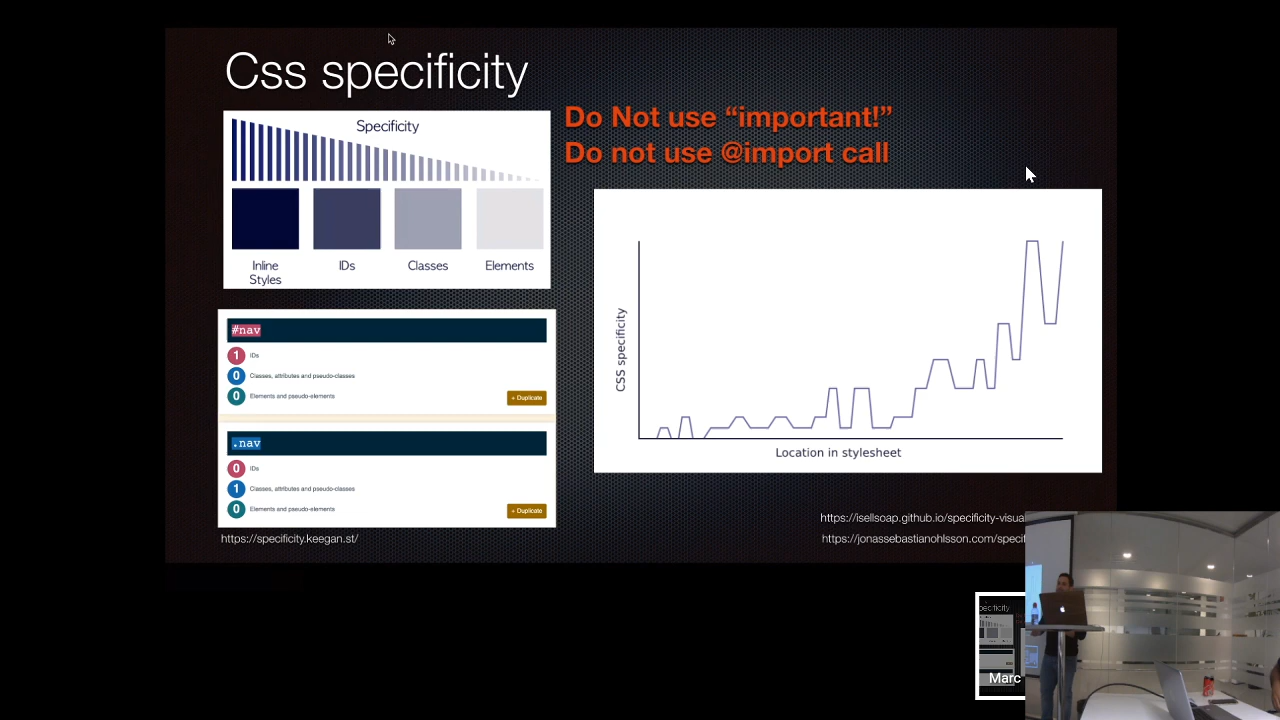 Css specificity
Do Not use “important!”
Do not use @import call
Specificity
Inline
Styles
IDs
Classes
Elements
#nav
1 IDs
0 Classes, attributes and pseudo-classes
0 Elements and pseudo-elements
+ Duplicate
.nav
0 IDs
1 Classes, attributes and pseudo-classes
0 Elements and pseudo-elements
+ Duplicate
https://specificity.keegan.st/
CSS specificity
Location in stylesheet
https://isellsoap.github.io/specificity-visua
https://jonassebastianohlsson.com/specif
pecificity
Marc